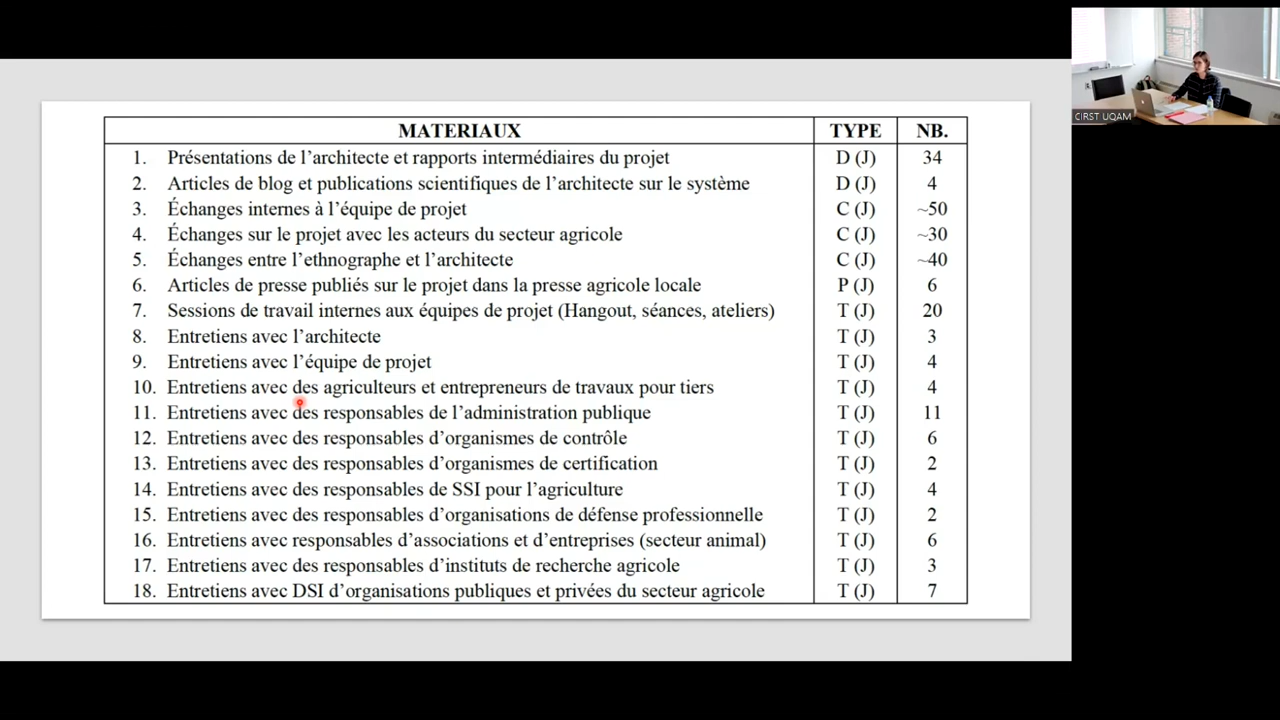 MATERIAUX TYPE NB.
1. Présentations de l’architecte et rapports intermédiaires du projet D (J) 34
2. Articles de blog et publications scientifiques de l’architecte sur le système D (J) 4
3. Échanges internes à l’équipe de projet C (J) ~50
4. Échanges sur le projet avec les acteurs du secteur agricole C (J) ~30
5. Échanges entre l’ethnographe et l’architecte C (J) ~40
6. Articles de presse publiés sur le projet dans la presse agricole locale P (J) 6
7. Sessions de travail internes aux équipes de projet (Hangout, séances, ateliers) T (J) 20
8. Entretiens avec l’architecte T (J) 3
9. Entretiens avec l’équipe de projet T (J) 4
10. Entretiens avec des agriculteurs et entrepreneurs de travaux pour tiers T (J) 4
11. Entretiens avec des responsables de l’administration publique T (J) 11
12. Entretiens avec des responsables d’organismes de contrôle T (J) 6
13. Entretiens avec des responsables d’organismes de certification T (J) 2
14. Entretiens avec des responsables de SSI pour l’agriculture T (J) 4
15. Entretiens avec des responsables d’organisations de défense professionnelle T (J) 2
16. Entretiens avec responsables d’associations et d’entreprises (secteur animal) T (J) 6
17. Entretiens avec des responsables d’instituts de recherche agricole T (J) 3
18. Entretiens avec DSI d’organisations publiques et privées du secteur agricole T (J) 7
CIRST UQAM